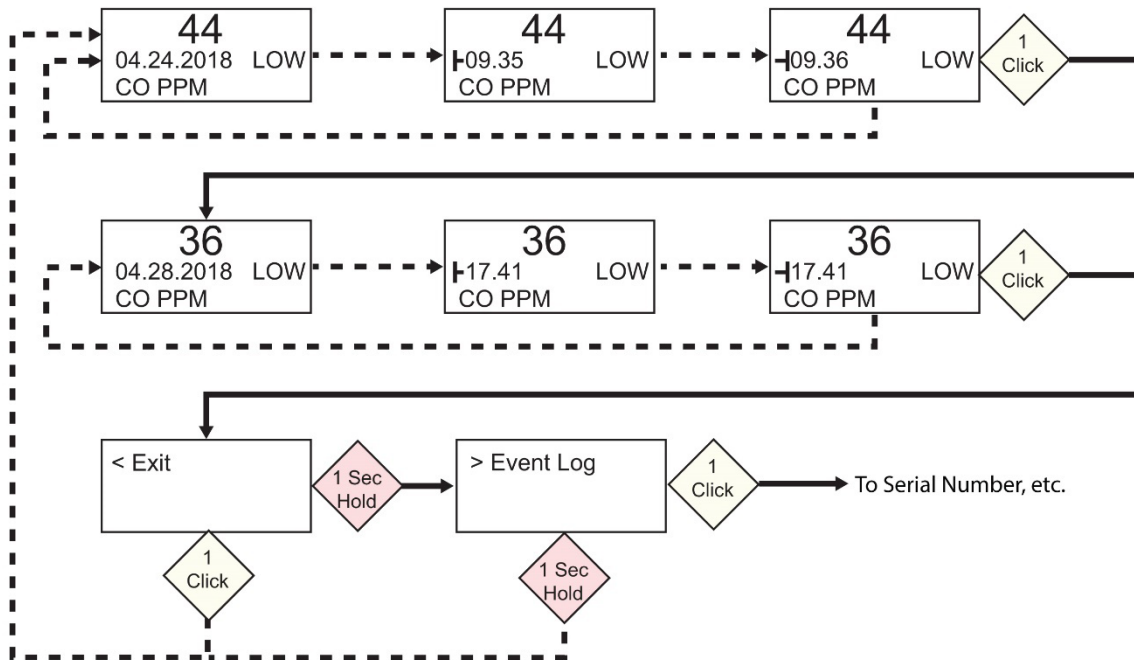 44
04.24.2018 LOW
CO PPM
44
09.35 LOW
CO PPM
44
09.36 LOW
CO PPM
1
Click
36
04.28.2018 LOW
CO PPM
36
17.41 LOW
CO PPM
36
17.41 LOW
CO PPM
1
Click
< Exit
1 Sec
Hold
> Event Log
1
Click
To Serial Number, etc.
1
Click
1 Sec
Hold